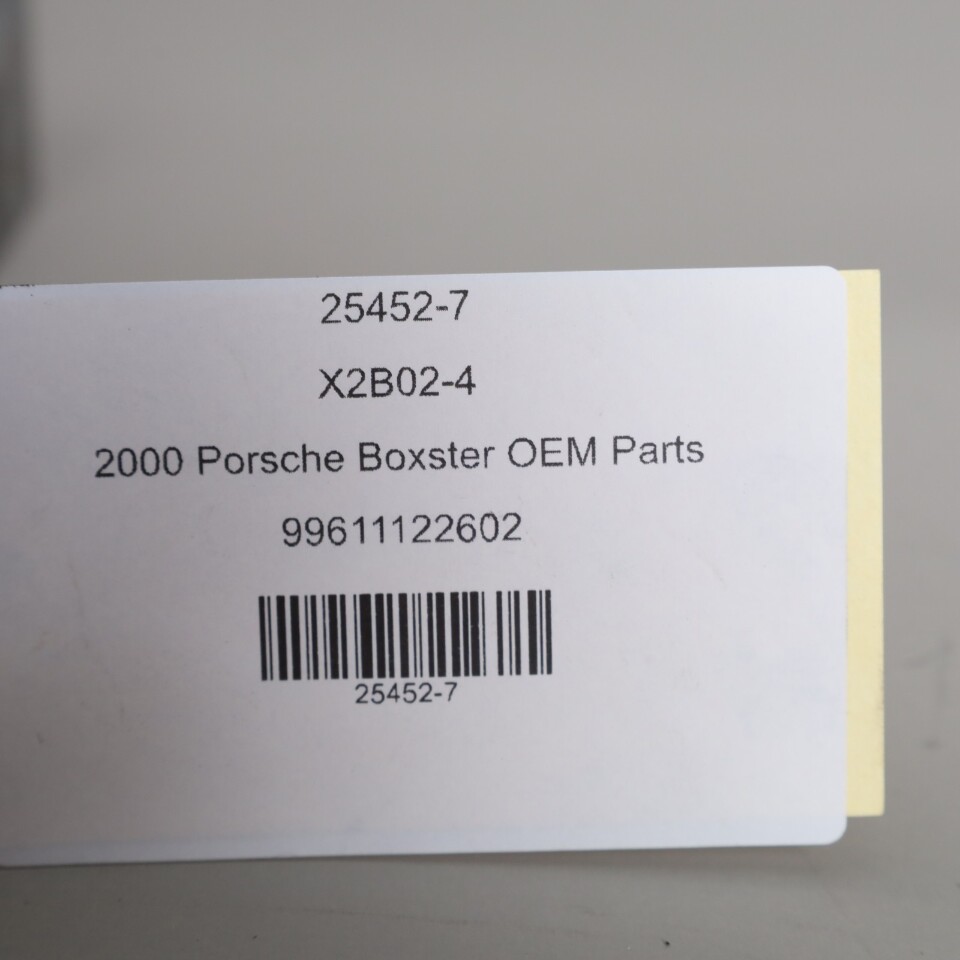 25452-7
X2B02-4
2000 Porsche Boxster OEM Parts
99611122602
25452-7